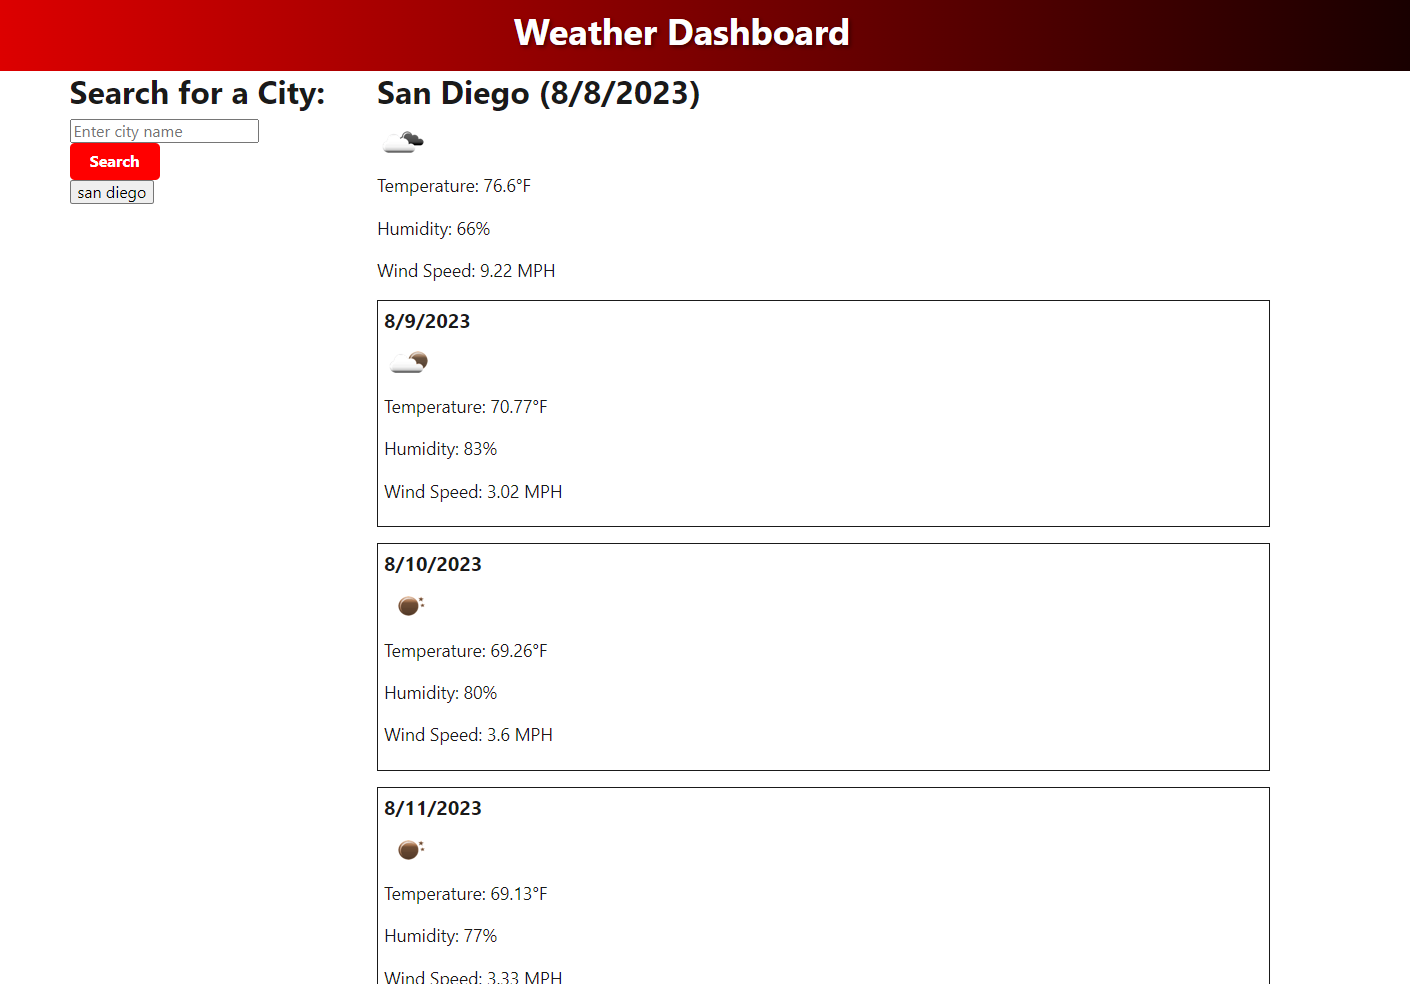 Weather Dashboard
Search for a City:
Enter city name
Search
san diego
San Diego (8/8/2023)
Temperature: 76.6°F
Humidity: 66%
Wind Speed: 9.22 MPH
8/9/2023
Temperature: 70.77°F
Humidity: 83%
Wind Speed: 3.02 MPH
8/10/2023
Temperature: 69.26°F
Humidity: 80%
Wind Speed: 3.6 MPH
8/11/2023
Temperature: 69.13°F
Humidity: 77%
Wind Speed: 3.33 MPH